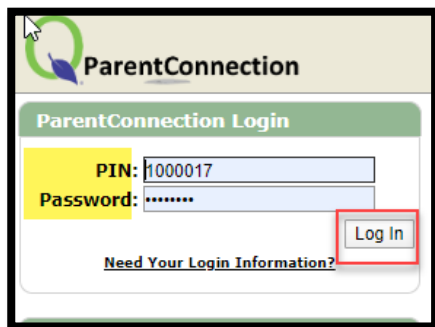 ParentConnection
ParentConnection Login
PIN: 1000017
Password: ••••••••
Log In
Need Your Login Information?